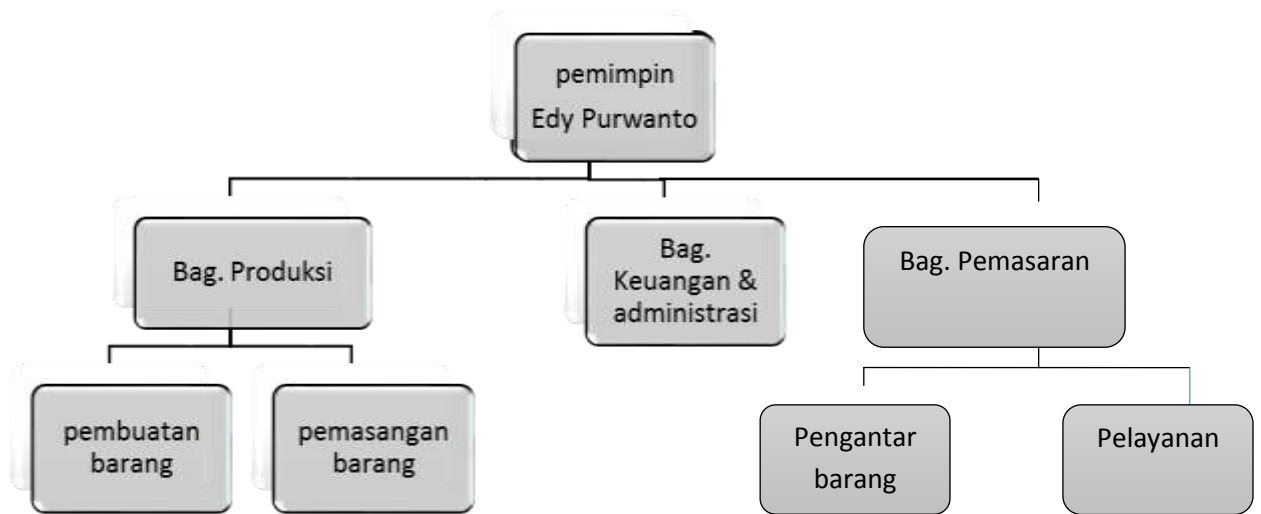 pemimpin
Edy Purwanto
Bag. Produksi
Bag.
Keuangan &
administrasi
Bag. Pemasaran
pembuatan
barang
pemasangan
barang
Pengantar
barang
Pelayanan